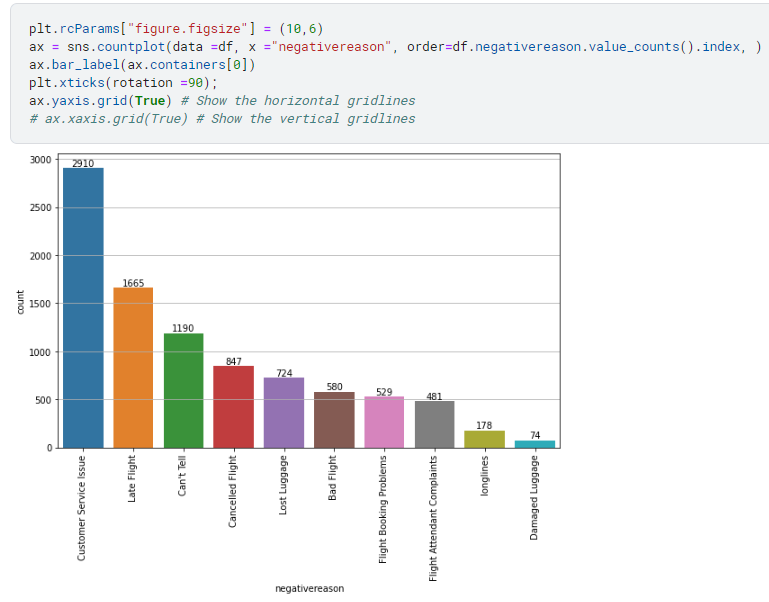 plt.rcParams["figure.figsize"] = (10,6)
ax = sns.countplot(data =df, x ="negativereason", order=df.negativereason.value_counts().index, )
ax.bar_label(ax.containers[0])
plt.xticks(rotation =90);
ax.yaxis.grid(True) # Show the horizontal gridlines
# ax.xaxis.grid(True) # Show the vertical gridlines
3000
2500
2000
1500
1000
500
0
count
2910
1665
1190
847
724
580
529
481
178
74
Customer Service Issue
Late Flight
Can't Tell
Cancelled Flight
Lost Luggage
Bad Flight
Flight Booking Problems
Flight Attendant Complaints
longlines
Damaged Luggage
negativereason